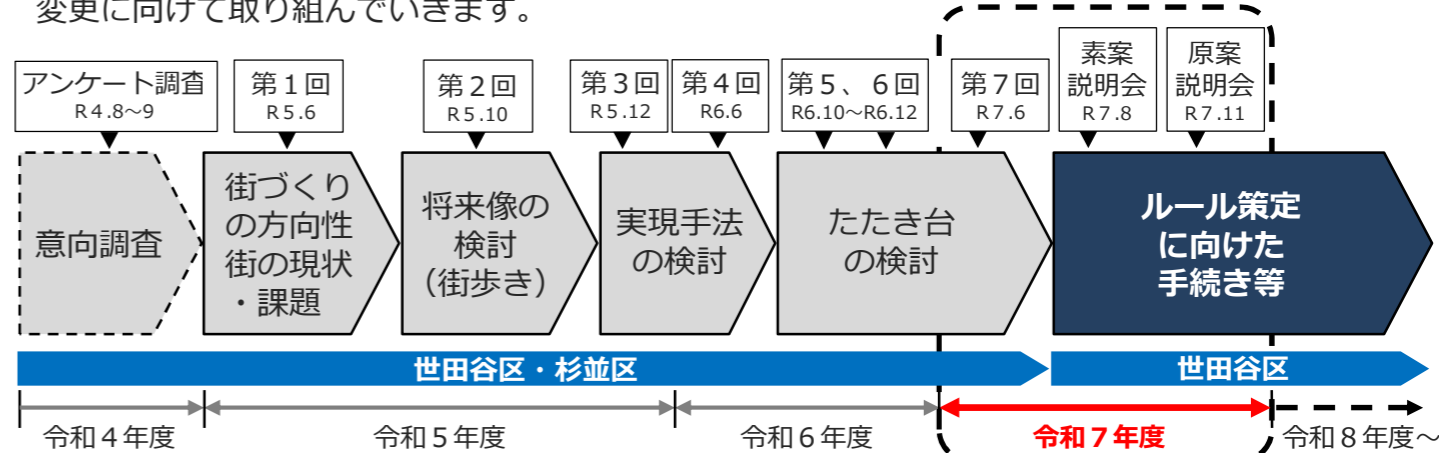 変更に向けて取り組んでいきます。
アンケート調査
R4.8～9
第１回
R5.6
第２回
R5.10
第３回
R5.12
第４回
R6.6
第５、６回
R6.10～R6.12
第７回
R7.6
素案
説明会
R7.8
原案
説明会
R7.11
意向調査
街づくり
の方向性
街の現状
・課題
将来像の
検討
（街歩き）
実現手法
の検討
たたき台
の検討
ルール策定
に向けた
手続き等
世田谷区・杉並区
世田谷区
令和４年度
令和５年度
令和６年度
令和７年度
令和８年度～